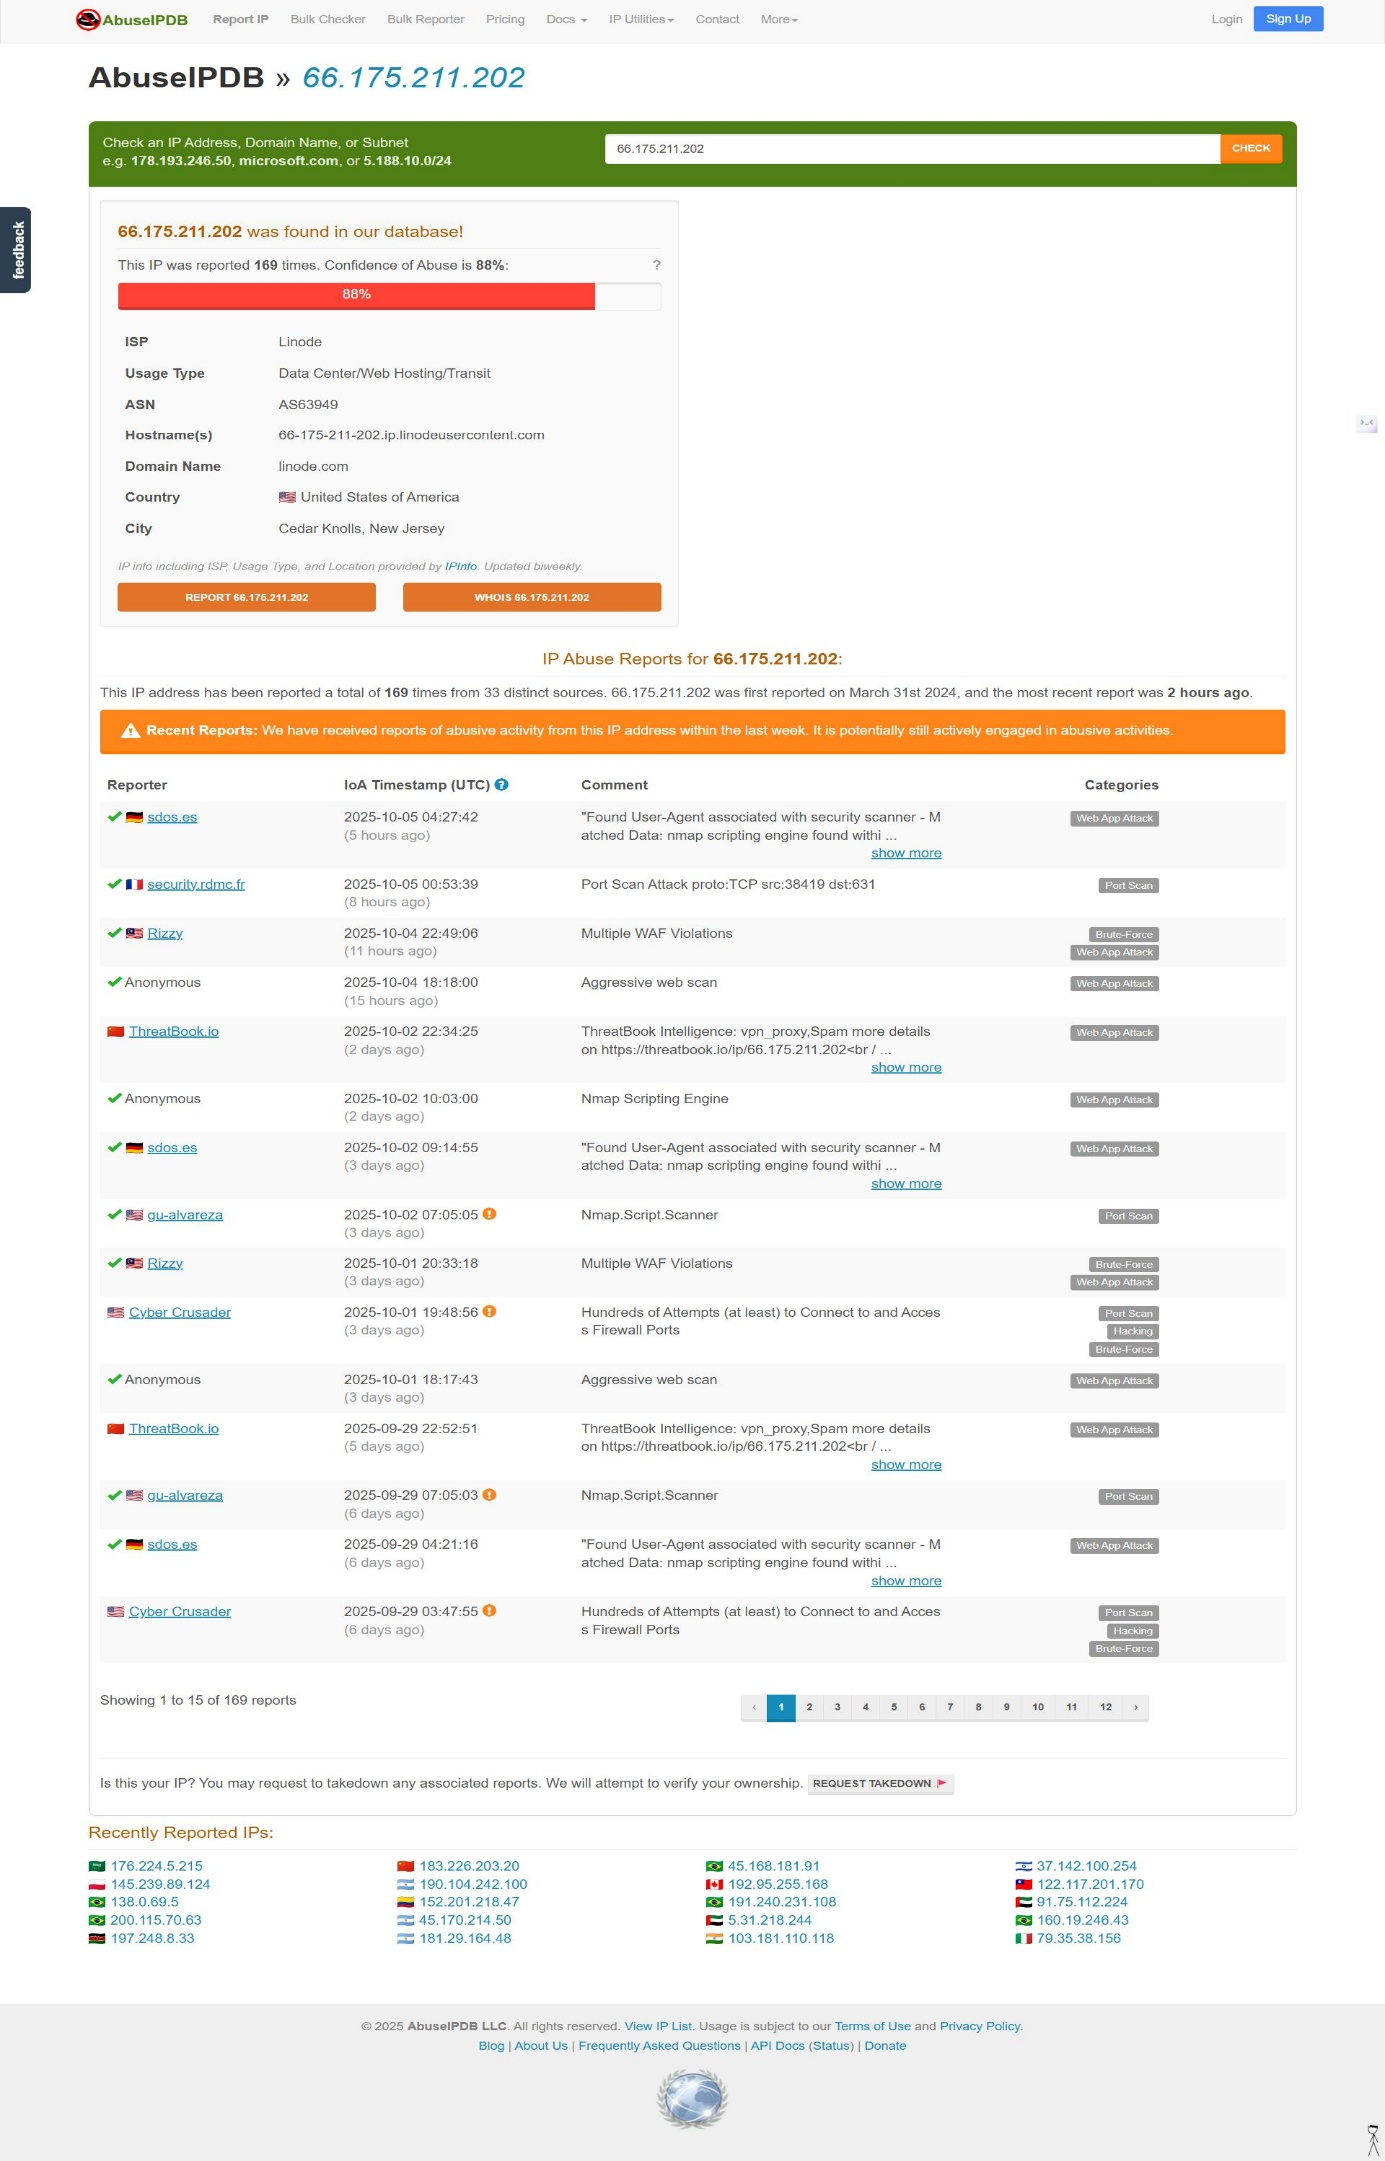 AbuseIPDB Report IP Bulk Checker Bulk Reporter Pricing Docs IP Utilities Contact More Login Sign Up
AbuseIPDB » 66.175.211.202
Check an IP Address, Domain Name, or Subnet
e.g. 178.193.246.50, microsoft.com, or 5.188.10.0/24
66.175.211.202 CHECK
feedback
66.175.211.202 was found in our database!
This IP was reported 169 times. Confidence of Abuse is 88%: ?
88%
ISP Linode
Usage Type Data Center/Web Hosting/Transit
ASN AS63949
Hostname(s) 66-175-211-202.ip.linodeusercontent.com
Domain Name linode.com
Country United States of America
City Cedar Knolls, New Jersey
IP info including ISP, Usage Type, and Location provided by IPInfo. Updated biweekly.
REPORT 66.175.211.202 WHOIS 66.175.211.202
IP Abuse Reports for 66.175.211.202:
This IP address has been reported a total of 169 times from 33 distinct sources. 66.175.211.202 was first reported on March 31st 2024, and the most recent report was 2 hours ago.
Recent Reports: We have received reports of abusive activity from this IP address within the last week. It is potentially still actively engaged in abusive activities.
Reporter IoA Timestamp (UTC) ? Comment Categories
sdos.es 2025-10-05 04:27:42 "Found User-Agent associated with security scanner - M Web App Attack
(5 hours ago) atched Data: nmap scripting engine found withi ...
show more
security.rdmc.fr 2025-10-05 00:53:39 Port Scan Attack proto:TCP src:38419 dst:631 Port Scan
(8 hours ago)
Rizzy 2025-10-04 22:49:06 Multiple WAF Violations Brute-Force
(11 hours ago) Web App Attack
Anonymous 2025-10-04 18:18:00 Aggressive web scan Web App Attack
(15 hours ago)
ThreatBook.io 2025-10-02 22:34:25 ThreatBook Intelligence: vpn_proxy,Spam more details Web App Attack
(2 days ago) on https://threatbook.io/ip/66.175.211.202<br / ...
show more
Anonymous 2025-10-02 10:03:00 Nmap Scripting Engine Web App Attack
(2 days ago)
sdos.es 2025-10-02 09:14:55 "Found User-Agent associated with security scanner - M Web App Attack
(3 days ago) atched Data: nmap scripting engine found withi ...
show more
gu-alvareza 2025-10-02 07:05:05 Nmap.Script.Scanner Port Scan
(3 days ago)
Rizzy 2025-10-01 20:33:18 Multiple WAF Violations Brute-Force
(3 days ago) Web App Attack
Cyber Crusader 2025-10-01 19:48:56 Hundreds of Attempts (at least) to Connect to and Acces Port Scan
(3 days ago) s Firewall Ports Hacking
Brute-Force
Anonymous 2025-10-01 18:17:43 Aggressive web scan Web App Attack
(3 days ago)
ThreatBook.io 2025-09-29 22:52:51 ThreatBook Intelligence: vpn_proxy,Spam more details Web App Attack
(5 days ago) on https://threatbook.io/ip/66.175.211.202<br / ...
show more
gu-alvareza 2025-09-29 07:05:03 Nmap.Script.Scanner Port Scan
(6 days ago)
sdos.es 2025-09-29 04:21:16 "Found User-Agent associated with security scanner - M Web App Attack
(6 days ago) atched Data: nmap scripting engine found withi ...
show more
Cyber Crusader 2025-09-29 03:47:55 Hundreds of Attempts (at least) to Connect to and Acces Port Scan
(6 days ago) s Firewall Ports Hacking
Brute-Force
Showing 1 to 15 of 169 reports ‹ 1 2 3 4 5 6 7 8 9 10 11 12 ›
Is this your IP? You may request to takedown any associated reports. We will attempt to verify your ownership. REQUEST TAKEDOWN
Recently Reported IPs:
176.224.5.215 183.226.203.20 45.168.181.91 37.142.100.254
145.239.89.124 190.104.242.100 192.95.255.168 122.117.201.170
138.0.69.5 152.201.218.47 191.240.231.108 91.75.112.224
200.115.70.63 45.170.214.50 5.31.218.244 160.19.246.43
197.248.8.33 181.29.164.48 103.181.110.118 79.35.38.156
© 2025 AbuseIPDB LLC. All rights reserved. View IP List. Usage is subject to our Terms of Use and Privacy Policy.
Blog | About Us | Frequently Asked Questions | API Docs (Status) | Donate